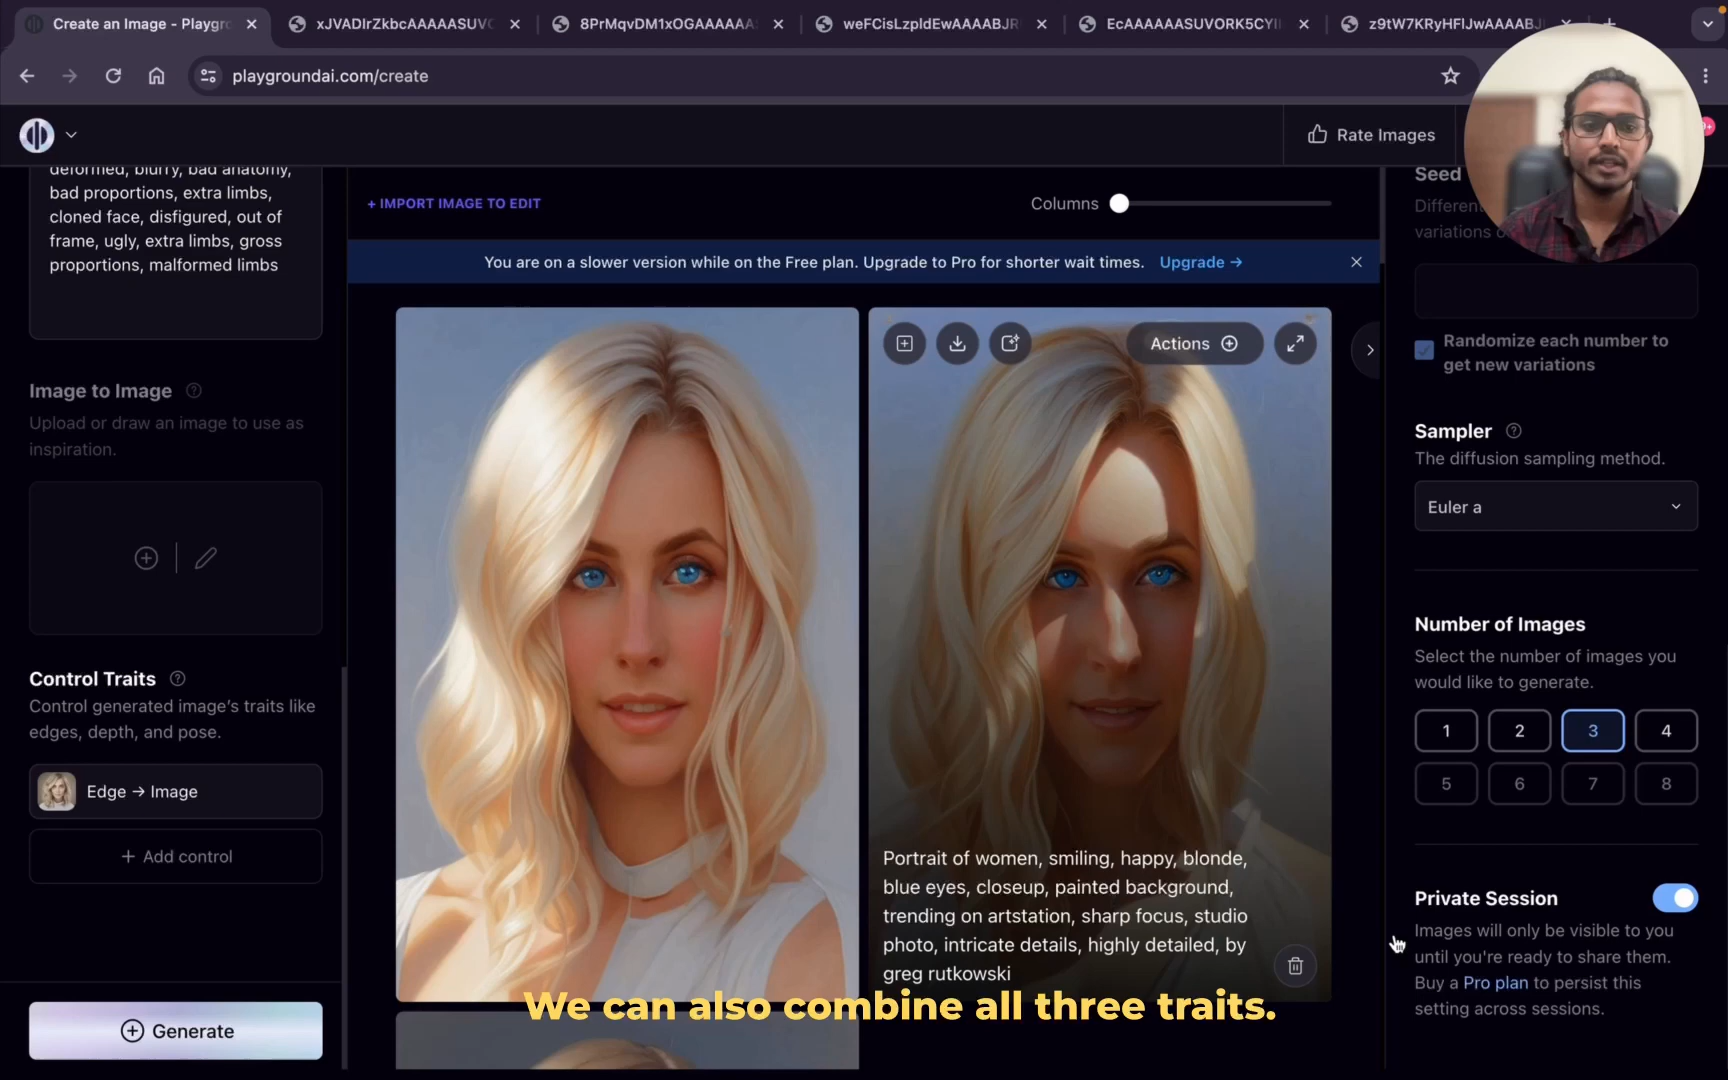 Create an Image - Playgr
xJVADIrZkbcAAAAASUVC
8PrMqvDM1xOGAAAAAA
weFCisLzpIdEwAAAABJR
EcAAAAAASUVORK5CYI
z9tW7KRyHFIJwAAAABJ
playgroundai.com/create
Rate Images
9+
deformed, blurry, bad anatomy,
bad proportions, extra limbs,
cloned face, disfigured, out of
frame, ugly, extra limbs, gross
proportions, malformed limbs
Image to Image
Upload or draw an image to use as
inspiration.
Control Traits
Control generated image's traits like
edges, depth, and pose.
Edge → Image
+ Add control
Generate
+ IMPORT IMAGE TO EDIT
Columns
You are on a slower version while on the Free plan. Upgrade to Pro for shorter wait times. Upgrade →
Actions
Portrait of women, smiling, happy, blonde,
blue eyes, closeup, painted background,
trending on artstation, sharp focus, studio
photo, intricate details, highly detailed, by
greg rutkowski
We can also combine all three traits.
Seed
Different
variations
Randomize each number to
get new variations
Sampler
The diffusion sampling method.
Euler a
Number of Images
Select the number of images you
would like to generate.
1 2 3 4
5 6 7 8
Private Session
Images will only be visible to you
until you're ready to share them.
Buy a Pro plan to persist this
setting across sessions.